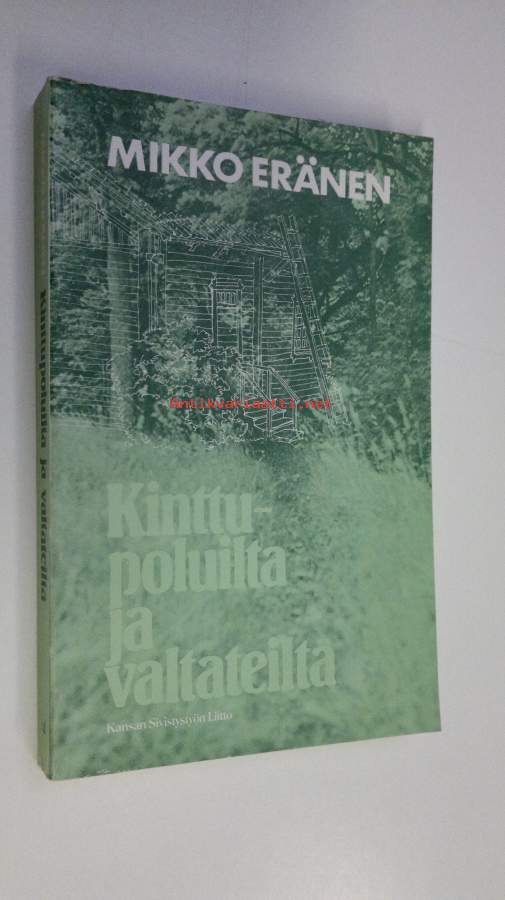 MIKKO ERÄNEN
Antikvariaatti.net
Kinttu-
poluilta
ja
valtateiltä
Kansan Sivistystyön Liitto
Kinttupoluilta ja valtateiltä